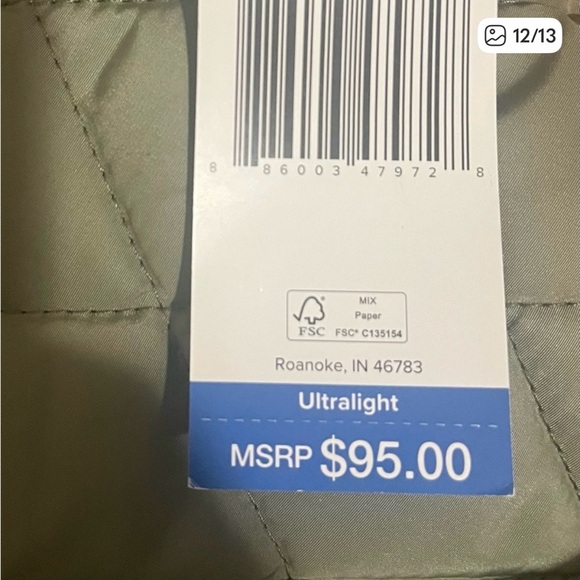 12/13
8 86003 47972 8
MIX
Paper
FSC FSC® C135154
Roanoke, IN 46783
Ultralight
MSRP $95.00